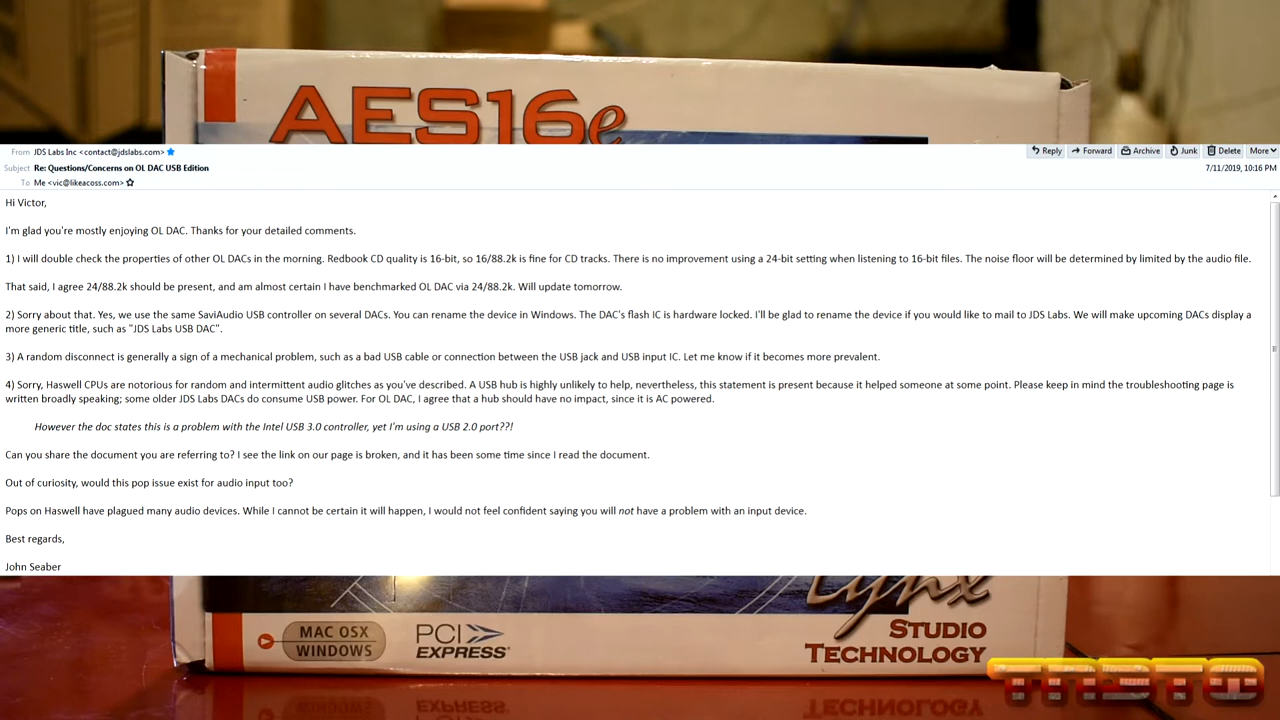 AES16e
From JDS Labs Inc <contact@jdslabs.com>
Reply Forward Archive Junk Delete More
Subject Re: Questions/Concerns on OL DAC USB Edition
7/11/2019, 10:16 PM
To Me <vic@likeacoss.com>
Hi Victor,
I'm glad you're mostly enjoying OL DAC. Thanks for your detailed comments.
1) I will double check the properties of other OL DACs in the morning. Redbook CD quality is 16-bit, so 16/88.2k is fine for CD tracks. There is no improvement using a 24-bit setting when listening to 16-bit files. The noise floor will be determined by limited by the audio file.
That said, I agree 24/88.2k should be present, and am almost certain I have benchmarked OL DAC via 24/88.2k. Will update tomorrow.
2) Sorry about that. Yes, we use the same SaviAudio USB controller on several DACs. You can rename the device in Windows. The DAC's flash IC is hardware locked. I'll be glad to rename the device if you would like to mail to JDS Labs. We will make upcoming DACs display a
more generic title, such as "JDS Labs USB DAC".
3) A random disconnect is generally a sign of a mechanical problem, such as a bad USB cable or connection between the USB jack and USB input IC. Let me know if it becomes more prevalent.
4) Sorry, Haswell CPUs are notorious for random and intermittent audio glitches as you've described. A USB hub is highly unlikely to help, nevertheless, this statement is present because it helped someone at some point. Please keep in mind the troubleshooting page is
written broadly speaking; some older JDS Labs DACs do consume USB power. For OL DAC, I agree that a hub should have no impact, since it is AC powered.
However the doc states this is a problem with the Intel USB 3.0 controller, yet I'm using a USB 2.0 port??!
Can you share the document you are referring to? I see the link on our page is broken, and it has been some time since I read the document.
Out of curiosity, would this pop issue exist for audio input too?
Pops on Haswell have plagued many audio devices. While I cannot be certain it will happen, I would not feel confident saying you will not have a problem with an input device.
Best regards,
John Seaber
Lynx
STUDIO
TECHNOLOGY
MAC OSX
WINDOWS
PCI
EXPRESS